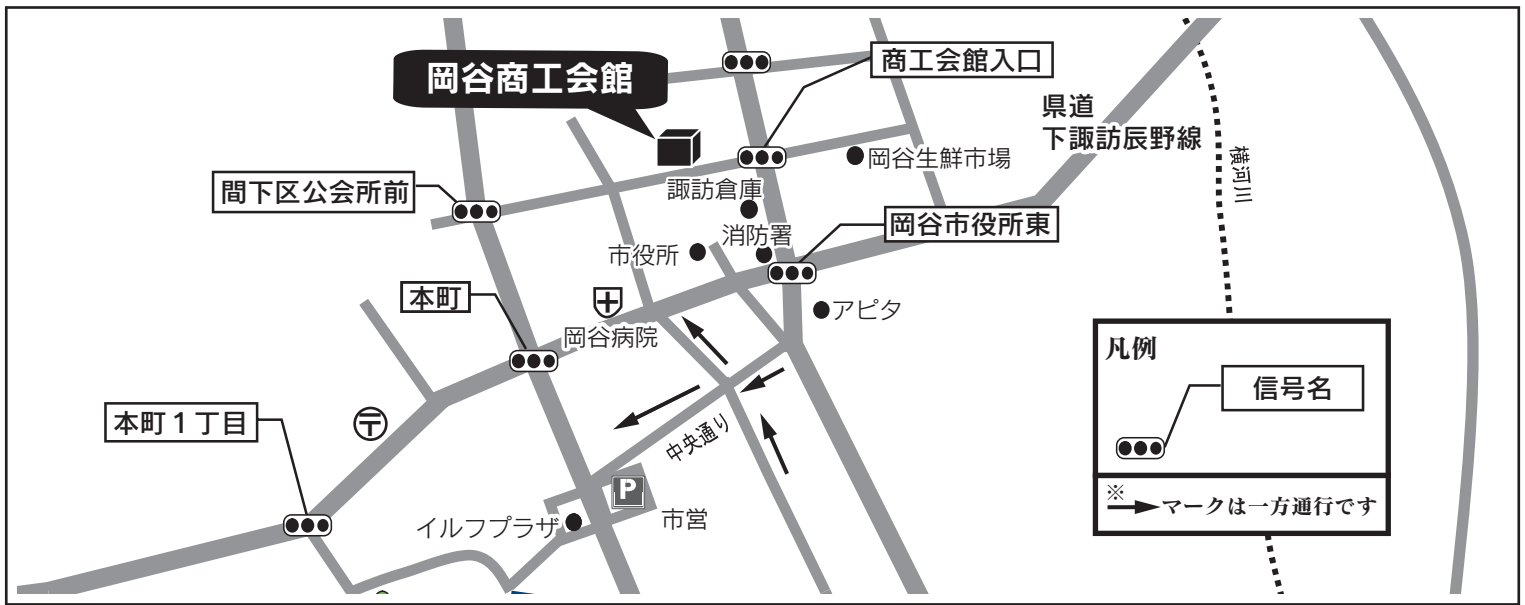 岡谷商工会館
商工会館入口
県道
下諏訪辰野線
横河川
岡谷生鮮市場
間下区公会所前
諏訪倉庫
消防署
岡谷市役所東
市役所
本町
岡谷病院
アピタ
本町1丁目
〒
中央通り
P
市営
イルフプラザ
凡例
信号名
※
マークは一方通行です